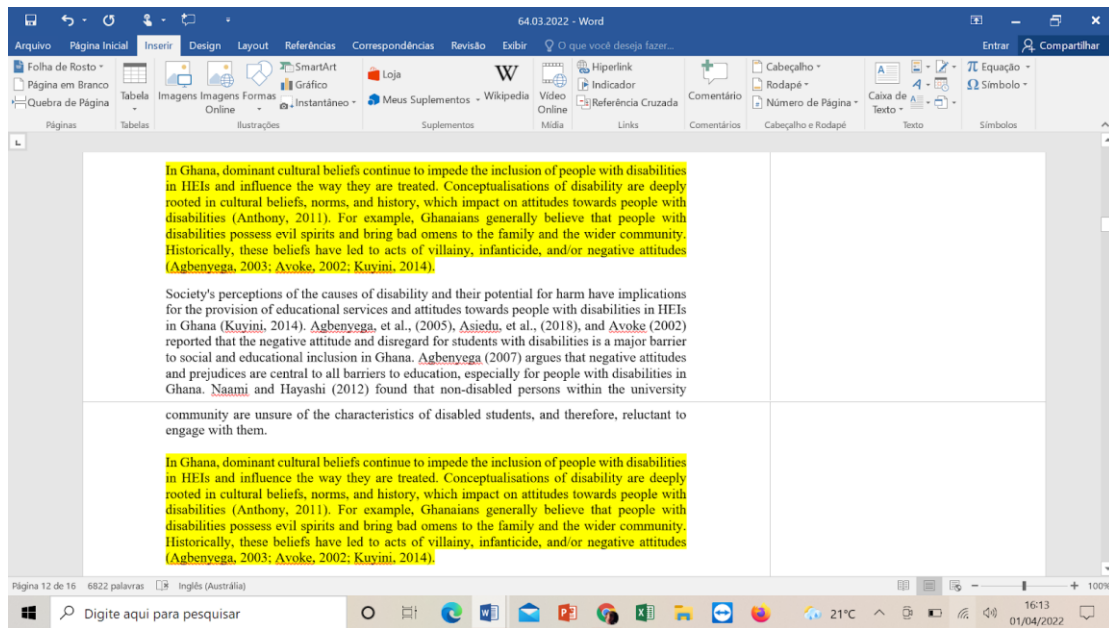 64.03.2022 - Word
Arquivo Página Inicial Inserir Design Layout Referências Correspondências Revisão Exibir O que você deseja fazer... Entrar Compartilhar
Folha de Rosto
Página em Branco
Quebra de Página
Páginas
Tabela
Tabelas
Imagens Imagens Online Formas
SmartArt
Gráfico
Instantâneo
Ilustrações
Loja
Meus Suplementos
Wikipedia
Suplementos
Vídeo Online
Mídia
Hiperlink
Indicador
Referência Cruzada
Links
Comentário
Comentários
Cabeçalho
Rodapé
Número de Página
Cabeçalho e Rodapé
Caixa de Texto
Texto
Equação
Símbolo
Símbolos
In Ghana, dominant cultural beliefs continue to impede the inclusion of people with disabilities
in HEIs and influence the way they are treated. Conceptualisations of disability are deeply
rooted in cultural beliefs, norms, and history, which impact on attitudes towards people with
disabilities (Anthony, 2011). For example, Ghanaians generally believe that people with
disabilities possess evil spirits and bring bad omens to the family and the wider community.
Historically, these beliefs have led to acts of villainy, infanticide, and/or negative attitudes
(Agbenyega, 2003; Avoke, 2002; Kuyini, 2014).
Society's perceptions of the causes of disability and their potential for harm have implications
for the provision of educational services and attitudes towards people with disabilities in HEIs
in Ghana (Kuyini, 2014). Agbenyega, et al., (2005), Asiedu, et al., (2018), and Avoke (2002)
reported that the negative attitude and disregard for students with disabilities is a major barrier
to social and educational inclusion in Ghana. Agbenyega (2007) argues that negative attitudes
and prejudices are central to all barriers to education, especially for people with disabilities in
Ghana. Naami and Hayashi (2012) found that non-disabled persons within the university
community are unsure of the characteristics of disabled students, and therefore, reluctant to
engage with them.
In Ghana, dominant cultural beliefs continue to impede the inclusion of people with disabilities
in HEIs and influence the way they are treated. Conceptualisations of disability are deeply
rooted in cultural beliefs, norms, and history, which impact on attitudes towards people with
disabilities (Anthony, 2011). For example, Ghanaians generally believe that people with
disabilities possess evil spirits and bring bad omens to the family and the wider community.
Historically, these beliefs have led to acts of villainy, infanticide, and/or negative attitudes
(Agbenyega, 2003; Avoke, 2002; Kuyini, 2014).
Página 12 de 16 6822 palavras Inglês (Austrália) 100%
Digite aqui para pesquisar 21°C 16:13
01/04/2022